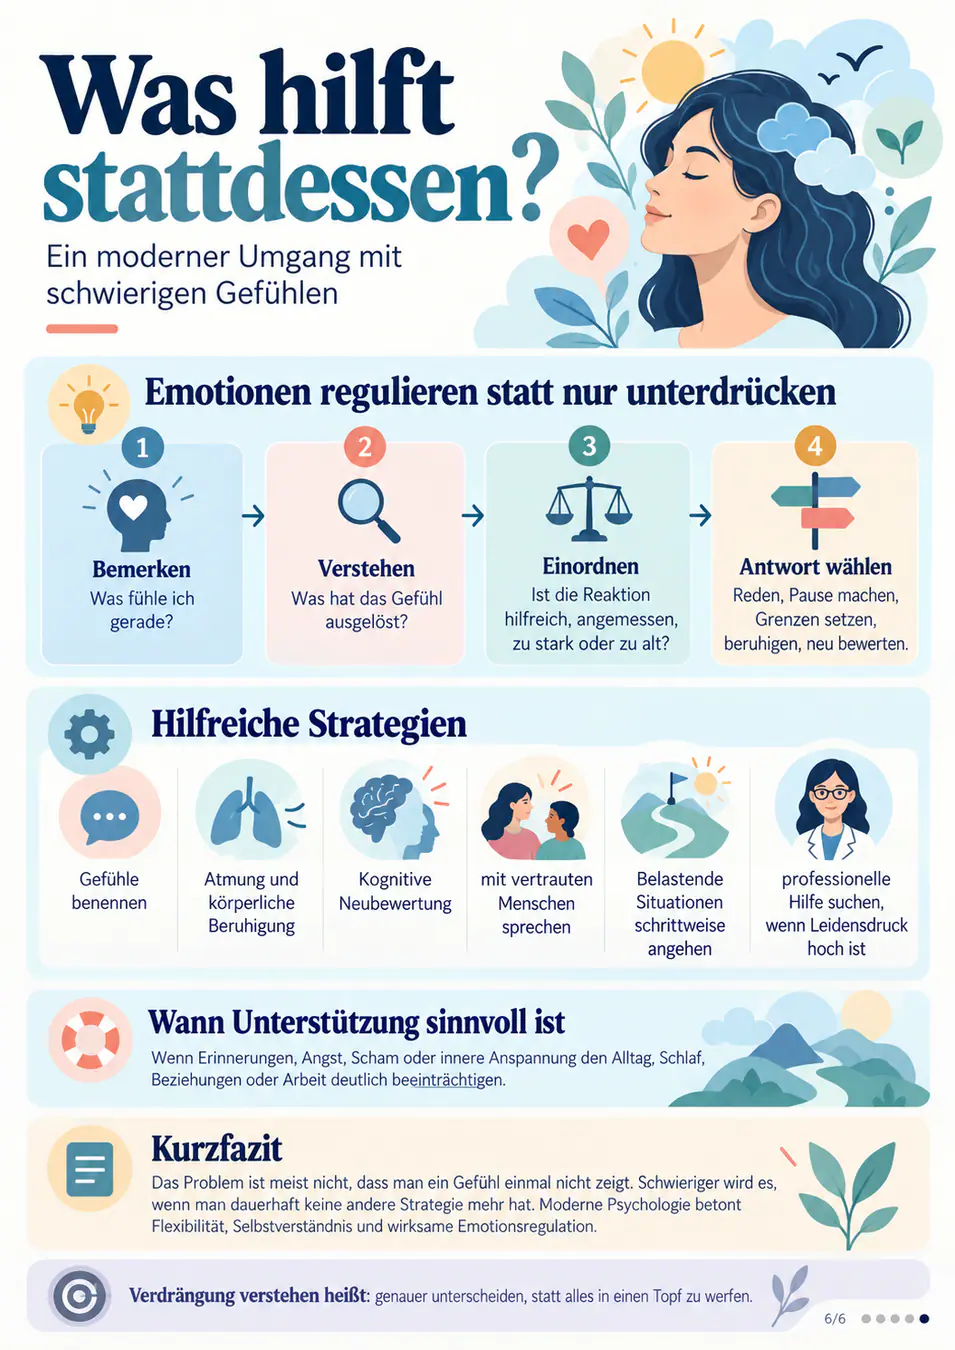 Was hilft
stattdessen?
Ein moderner Umgang mit
schwierigen Gefühlen
Emotionen regulieren statt nur unterdrücken
1
Bemerken
Was fühle ich
gerade?
2
Verstehen
Was hat das Gefühl
ausgelöst?
3
Einordnen
Ist die Reaktion
hilfreich, angemessen,
zu stark oder zu alt?
4
Antwort wählen
Reden, Pause machen,
Grenzen setzen,
beruhigen, neu bewerten.
Hilfreiche Strategien
Gefühle
benennen
Atmung und
körperliche
Beruhigung
Kognitive
Neubewertung
mit vertrauten
Menschen
sprechen
Belastende
Situationen
schrittweise
angehen
professionelle
Hilfe suchen,
wenn Leidensdruck
hoch ist
Wann Unterstützung sinnvoll ist
Wenn Erinnerungen, Angst, Scham oder innere Anspannung den Alltag, Schlaf,
Beziehungen oder Arbeit deutlich beeinträchtigen.
Kurzfazit
Das Problem ist meist nicht, dass man ein Gefühl einmal nicht zeigt. Schwieriger wird es,
wenn man dauerhaft keine andere Strategie mehr hat. Moderne Psychologie betont
Flexibilität, Selbstverständnis und wirksame Emotionsregulation.
Verdrängung verstehen heißt: genauer unterscheiden, statt alles in einen Topf zu werfen.
6/6